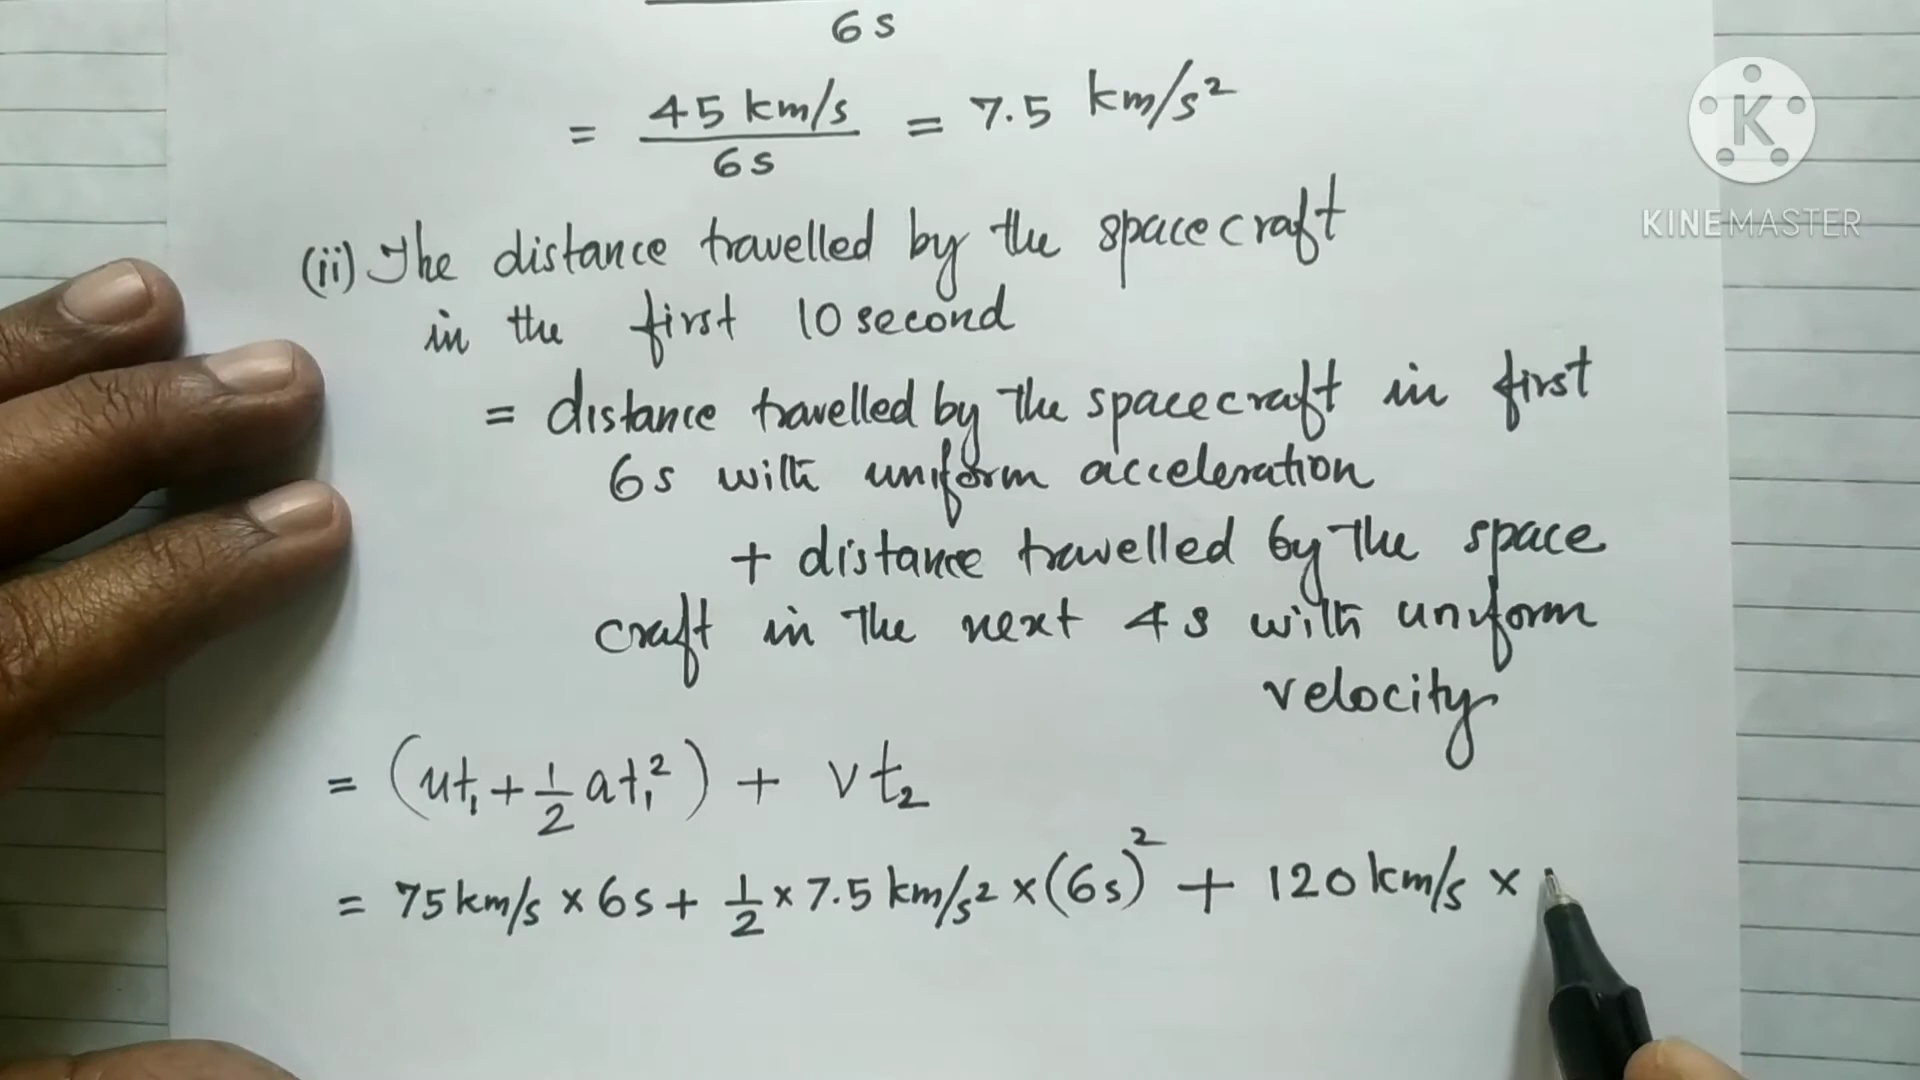 6s
= 45 km/s / 6s = 7.5 km/s²
K
KINEMASTER
(ii) The distance travelled by the spacecraft
in the first 10 second
= distance travelled by the spacecraft in first
6s with uniform acceleration
+ distance travelled by the space
craft in the next 4s with uniform
velocity
= (ut₁ + 1/2 at₁²) + vt₂
= 75 km/s × 6s + 1/2 × 7.5 km/s² × (6s)² + 120 km/s ×